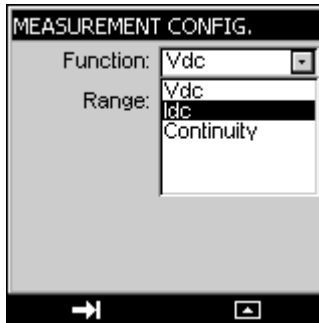 MEASUREMENT CONFIG.
Function: Vdc
Range:
Vdc
Idc
Continuity